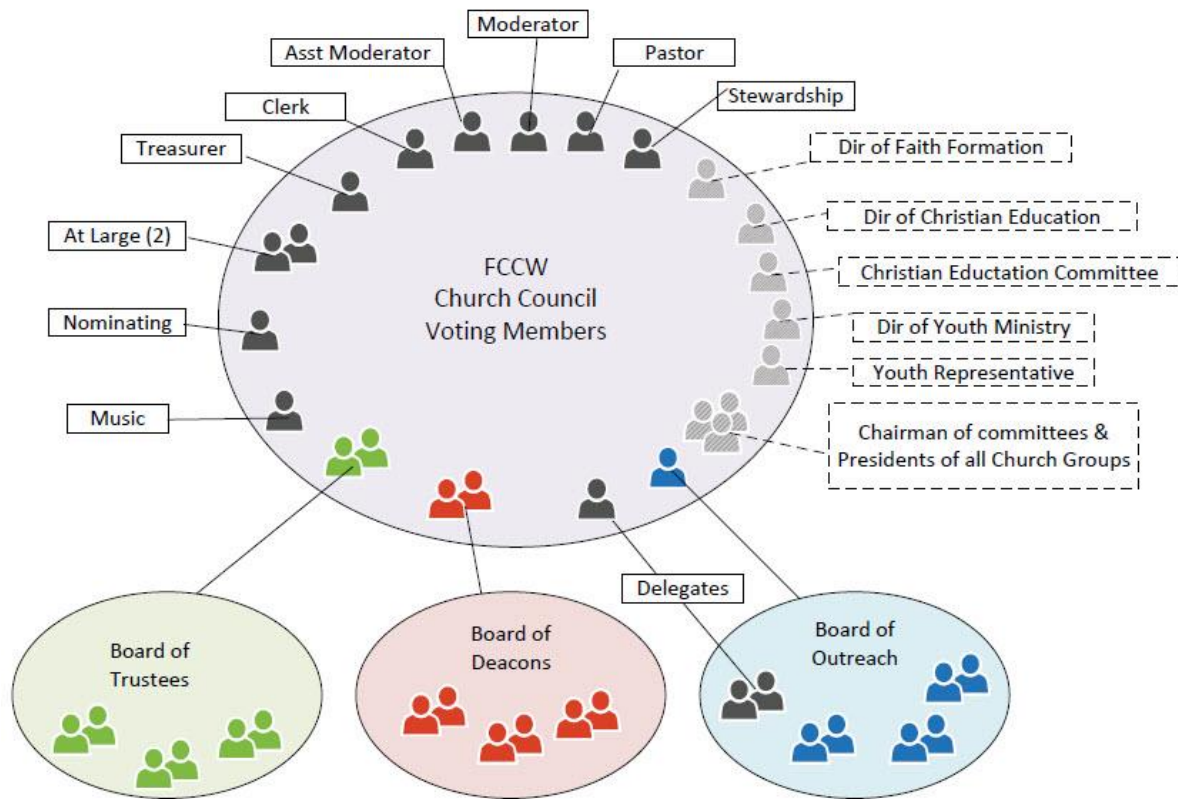 Moderator
Asst Moderator
Pastor
Clerk
Stewardship
Treasurer
Dir of Faith Formation
At Large (2)
Dir of Christian Education
FCCW
Church Council
Voting Members
Christian Eductation Committee
Nominating
Dir of Youth Ministry
Youth Representative
Music
Chairman of committees &
Presidents of all Church Groups
Delegates
Board of
Trustees
Board of
Deacons
Board of
Outreach